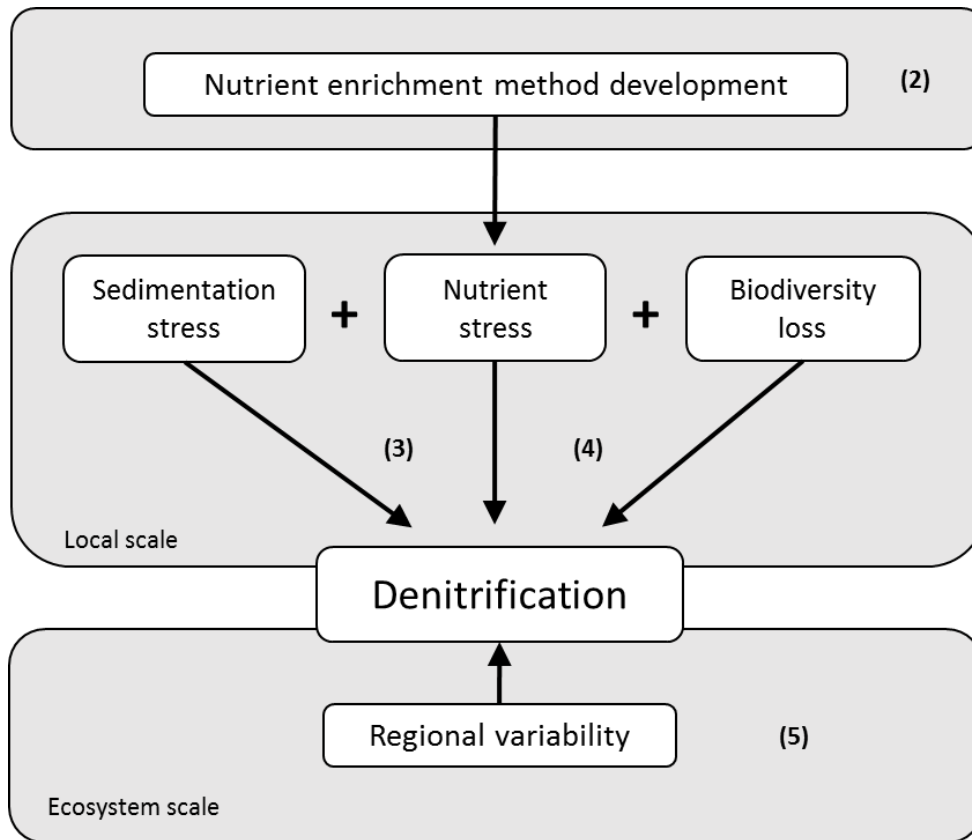 Nutrient enrichment method development
(2)
Sedimentation
stress
+
Nutrient
stress
+
Biodiversity
loss
(3)
(4)
Local scale
Denitrification
Regional variability
(5)
Ecosystem scale